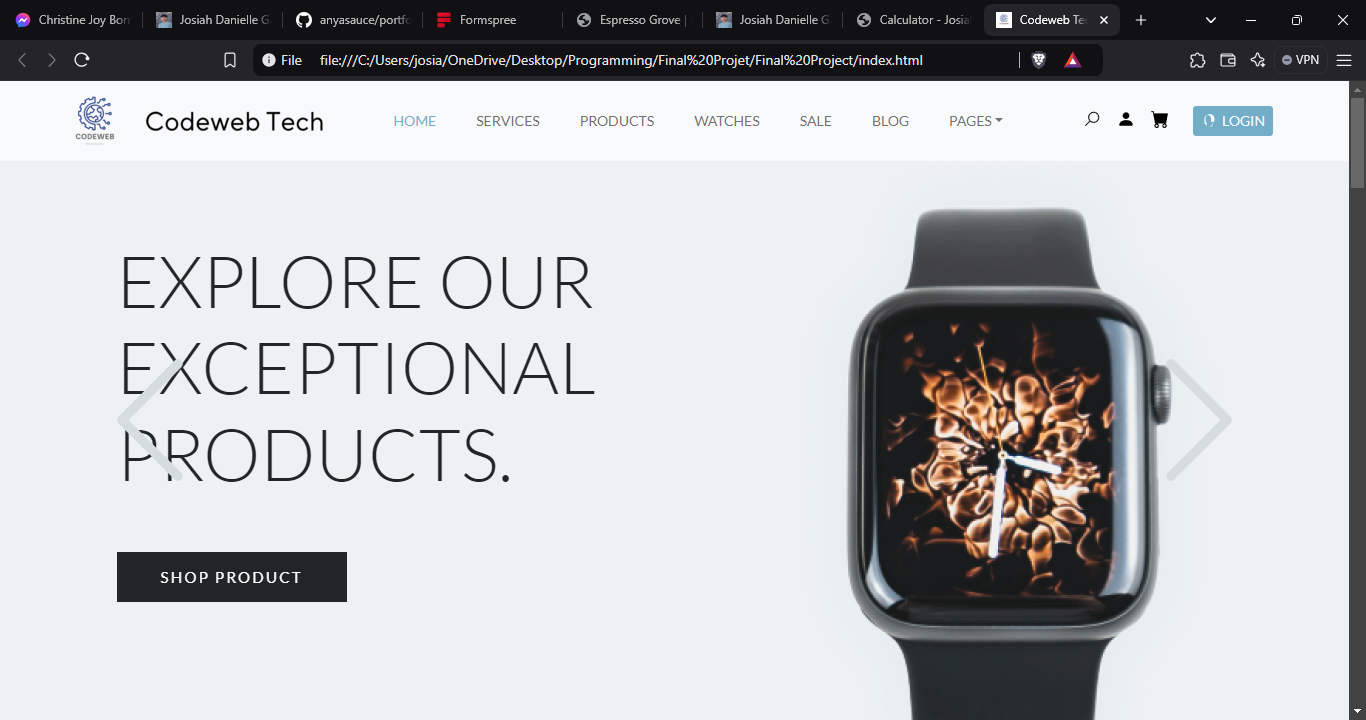 Christine Joy Born
Josiah Danielle G
anyasauce/portfo
Formspree
Espresso Grove |
Josiah Danielle G
Calculator - Josia
Codeweb Te
File file:///C:/Users/josia/OneDrive/Desktop/Programming/Final%20Projet/Final%20Project/index.html
VPN
CODEWEB
Codeweb Tech
HOME
SERVICES
PRODUCTS
WATCHES
SALE
BLOG
PAGES
LOGIN
EXPLORE OUR
EXCEPTIONAL
PRODUCTS.
SHOP PRODUCT